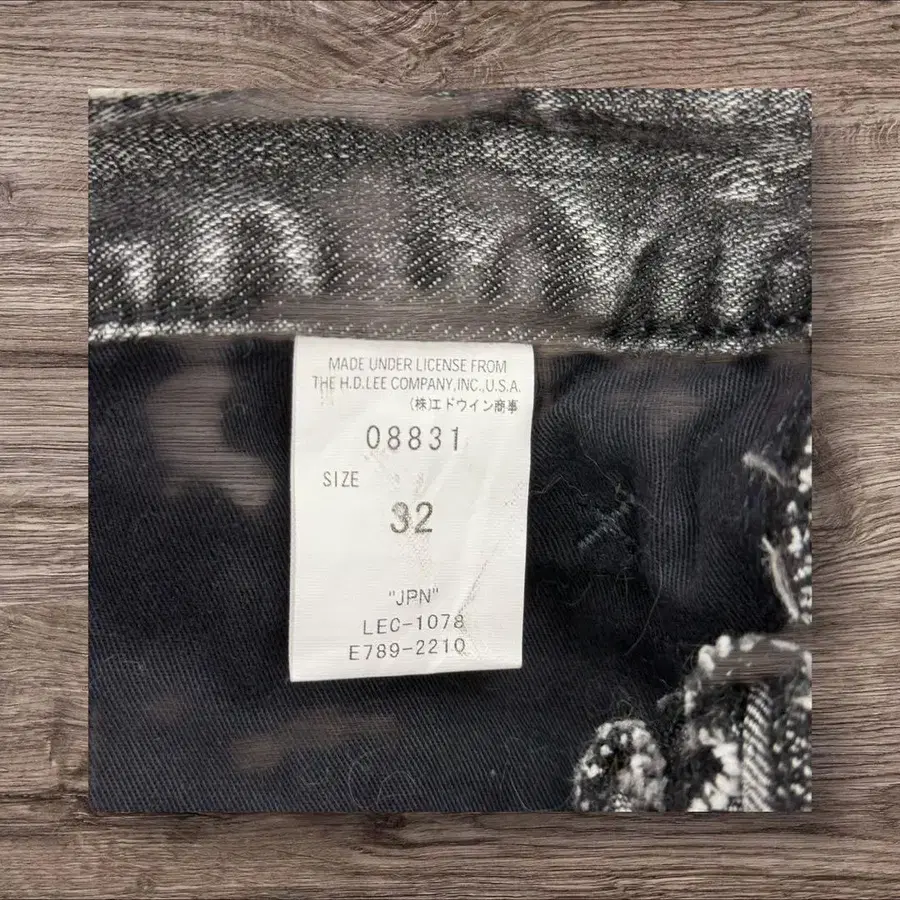 MADE UNDER LICENSE FROM
THE H.D.LEE COMPANY,INC.,U.S.A.
(株)エドウイン商事
08831
SIZE
32
"JPN"
LEC-1078
E789-2210